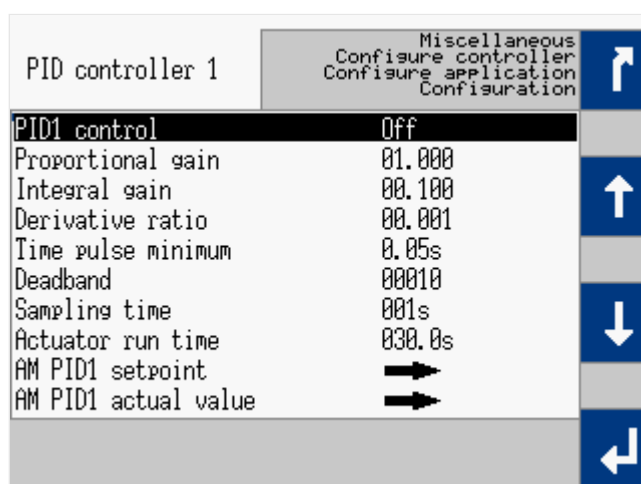 PID controller 1
Miscellaneous
Configure controller
Configure application
Configuration
PID1 control Off
Proportional gain 01.000
Integral gain 00.100
Derivative ratio 00.001
Time pulse minimum 0.05s
Deadband 00010
Sampling time 001s
Actuator run time 030.0s
AM PID1 setpoint
AM PID1 actual value